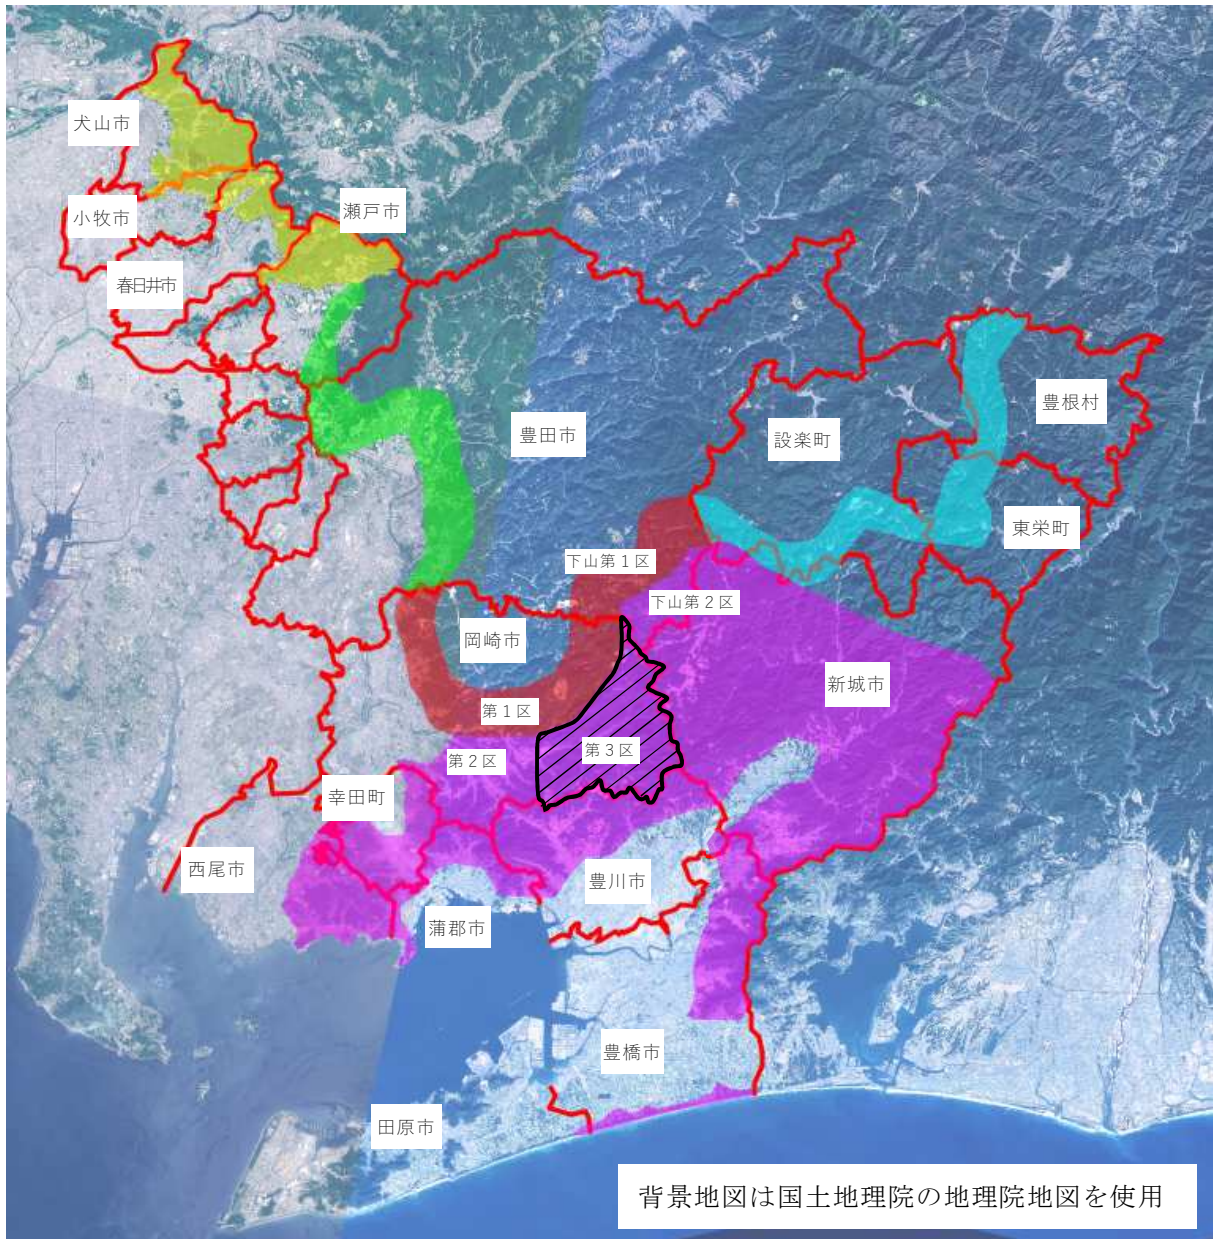 犬山市
小牧市
瀬戸市
春日井市
豊田市
設楽町
豊根村
東栄町
下山第1区
下山第2区
岡崎市
新城市
第1区
第2区
第3区
幸田町
西尾市
豊川市
蒲郡市
豊橋市
田原市
背景地図は国土地理院の地理院地図を使用